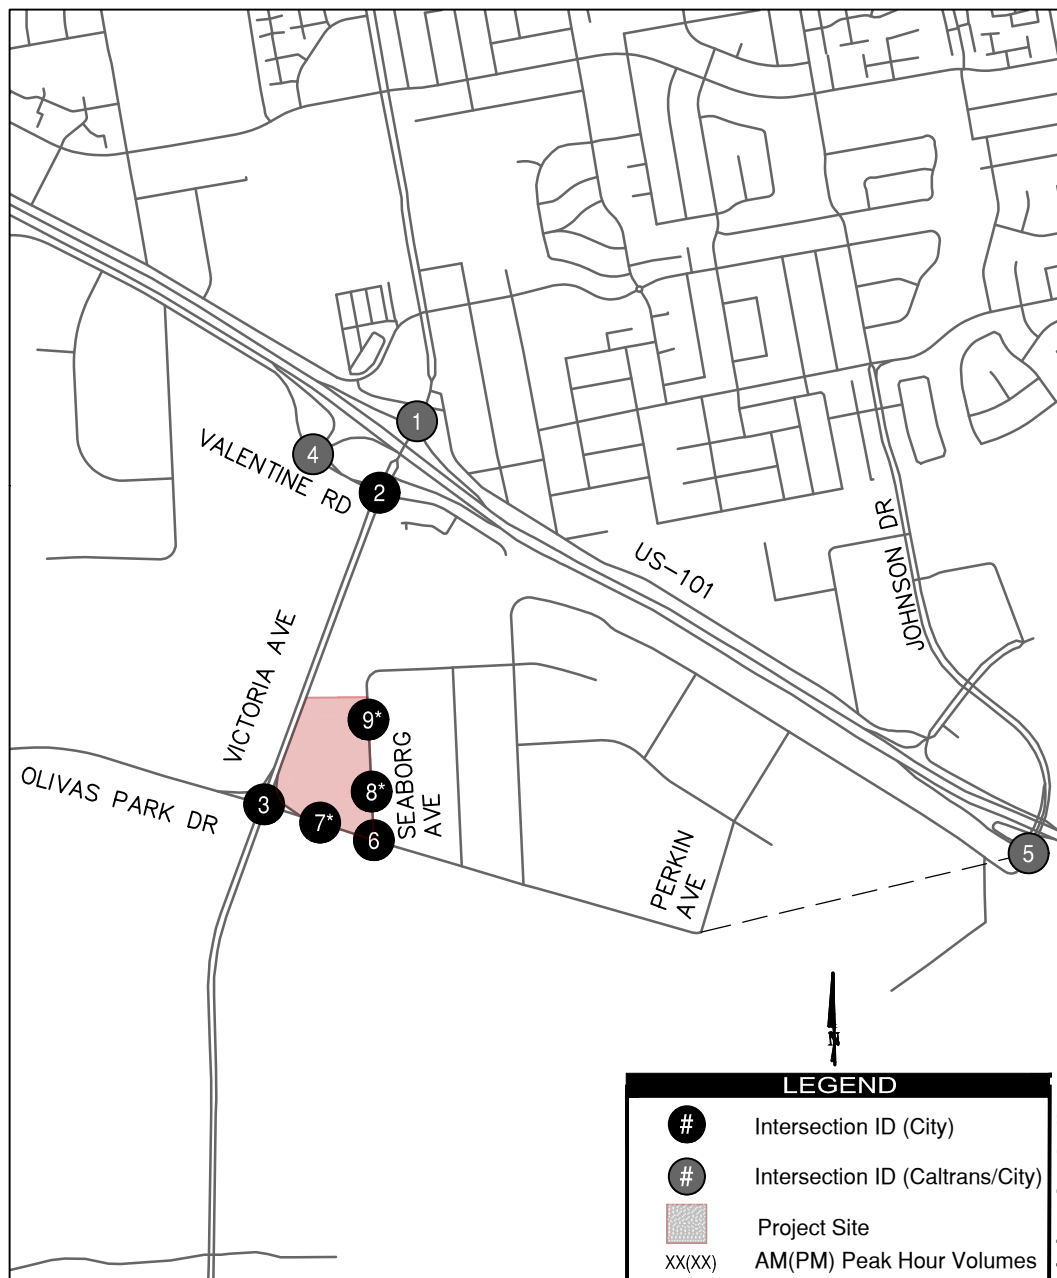 1
4
VALENTINE RD
2
US-101
JOHNSON DR
VICTORIA AVE
9*
SEABORG
AVE
8*
OLIVAS PARK DR
3
7*
6
PERKIN
AVE
5
N
LEGEND
# Intersection ID (City)
# Intersection ID (Caltrans/City)
Project Site
XX(XX) AM(PM) Peak Hour Volumes